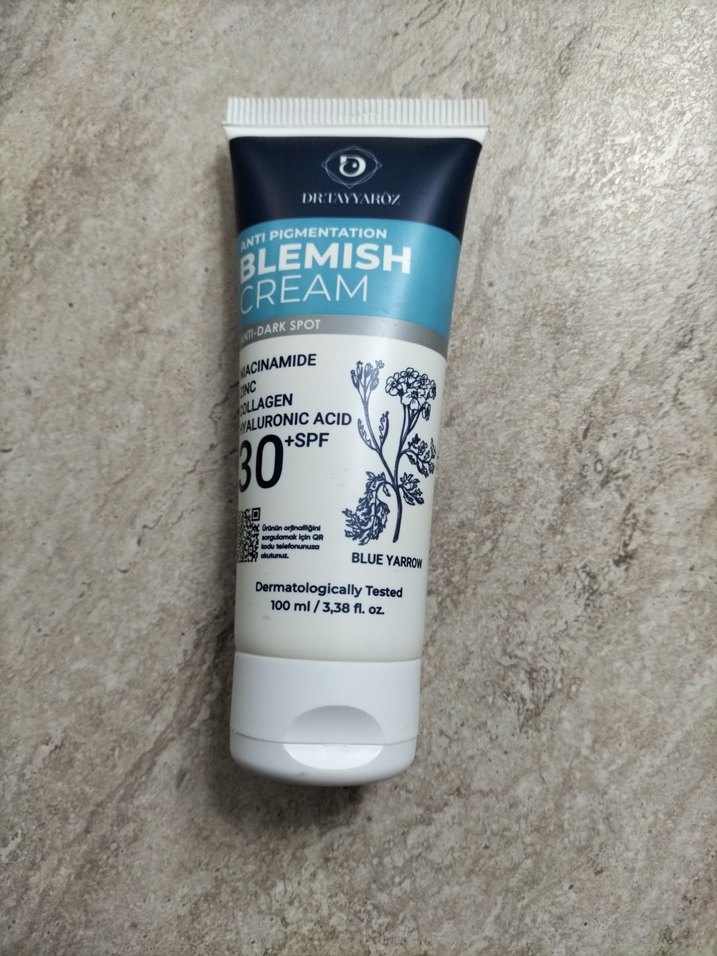 DR.TAYYARÖZ
ANTI PIGMENTATION
BLEMISH
CREAM
ANTI-DARK SPOT
NIACINAMIDE
ZINC
COLLAGEN
HYALURONIC ACID
30+SPF
Ürünün orjinalliğini
sorgulamak için QR
kodu telefonunuza
okutunuz.
BLUE YARROW
Dermatologically Tested
100 ml / 3,38 fl. oz.